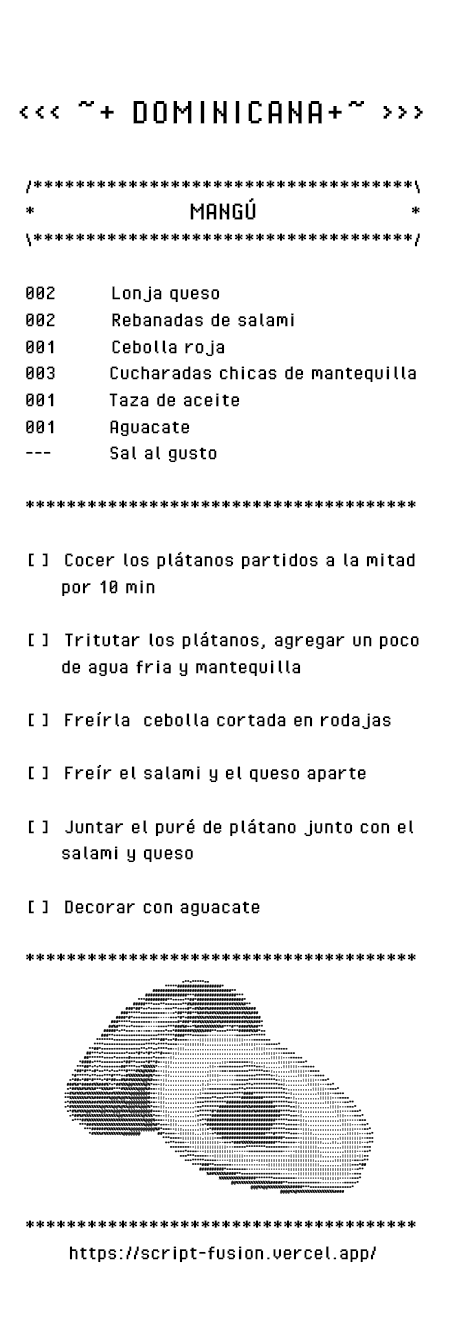 <<< ~+ DOMINICANA+~ >>>
/************************************\
* MANGÚ *
\************************************/
002 Lonja queso
002 Rebanadas de salami
001 Cebolla roja
003 Cucharadas chicas de mantequilla
001 Taza de aceite
001 Aguacate
--- Sal al gusto
**************************************
[ ] Cocer los plátanos partidos a la mitad
por 10 min
[ ] Tritutar los plátanos, agregar un poco
de agua fria y mantequilla
[ ] Freírla cebolla cortada en rodajas
[ ] Freír el salami y el queso aparte
[ ] Juntar el puré de plátano junto con el
salami y queso
[ ] Decorar con aguacate
**************************************
**************************************
https://script-fusion.vercel.app/